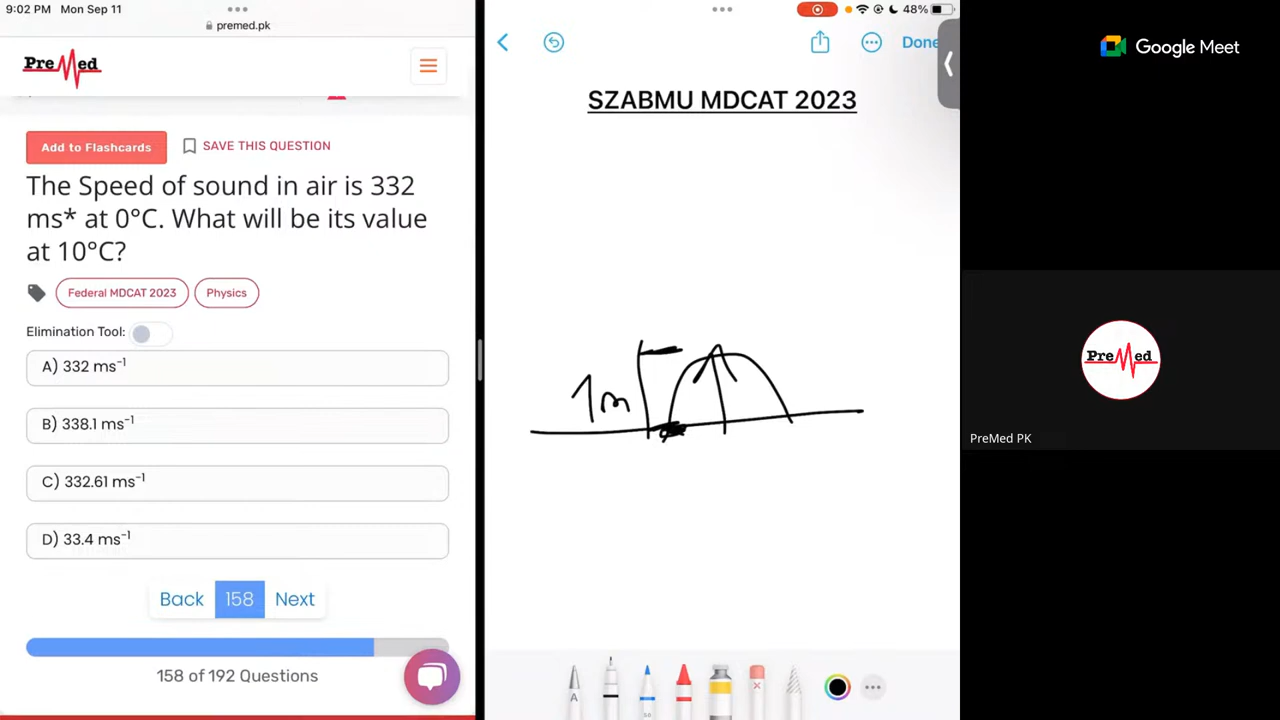 9:02 PM Mon Sep 11
premed.pk
PreMed
Add to Flashcards
SAVE THIS QUESTION
The Speed of sound in air is 332
ms* at 0°C. What will be its value
at 10°C?
Federal MDCAT 2023
Physics
Elimination Tool:
A) 332 ms⁻¹
B) 338.1 ms⁻¹
C) 332.61 ms⁻¹
D) 33.4 ms⁻¹
Back 158 Next
158 of 192 Questions
48%
Done
SZABMU MDCAT 2023
1m
A
Google Meet
PreMed
PreMed PK